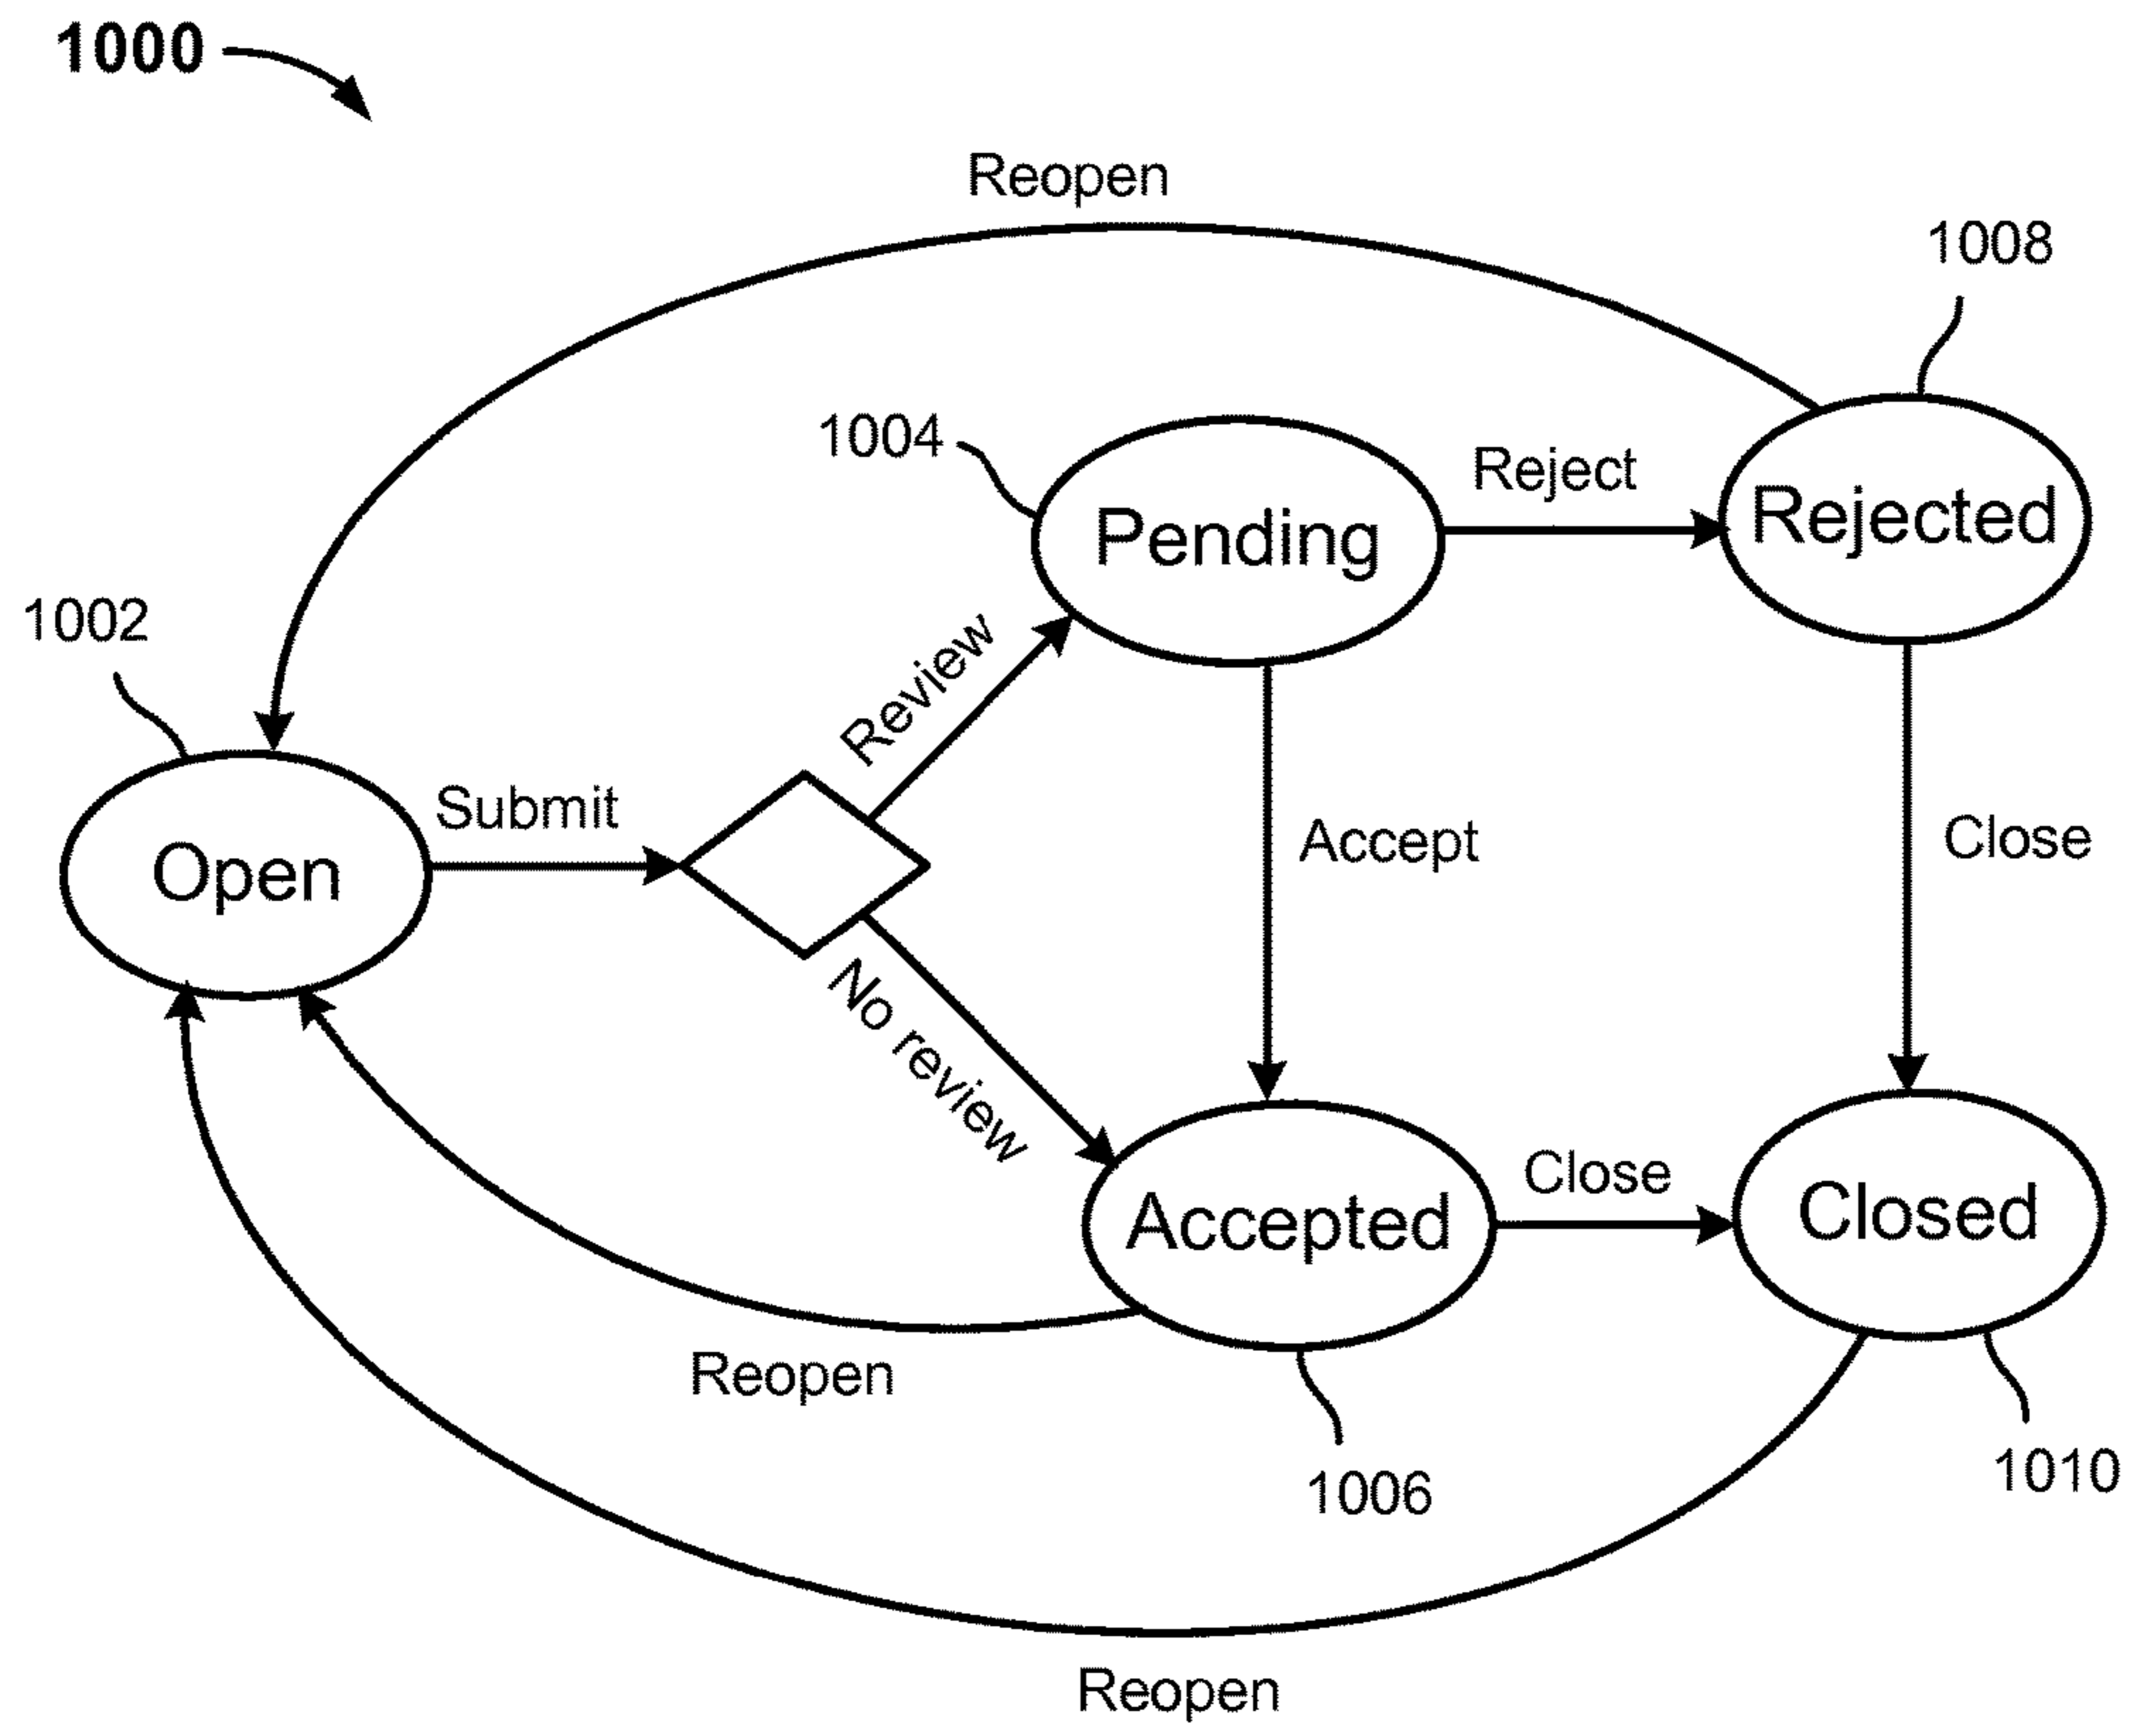 1000
Reopen
1008
1004
Reject
Pending
Rejected
1002
Review
Submit
Open
Accept
Close
No review
Accepted
Close
Closed
Reopen
1006
1010
Reopen